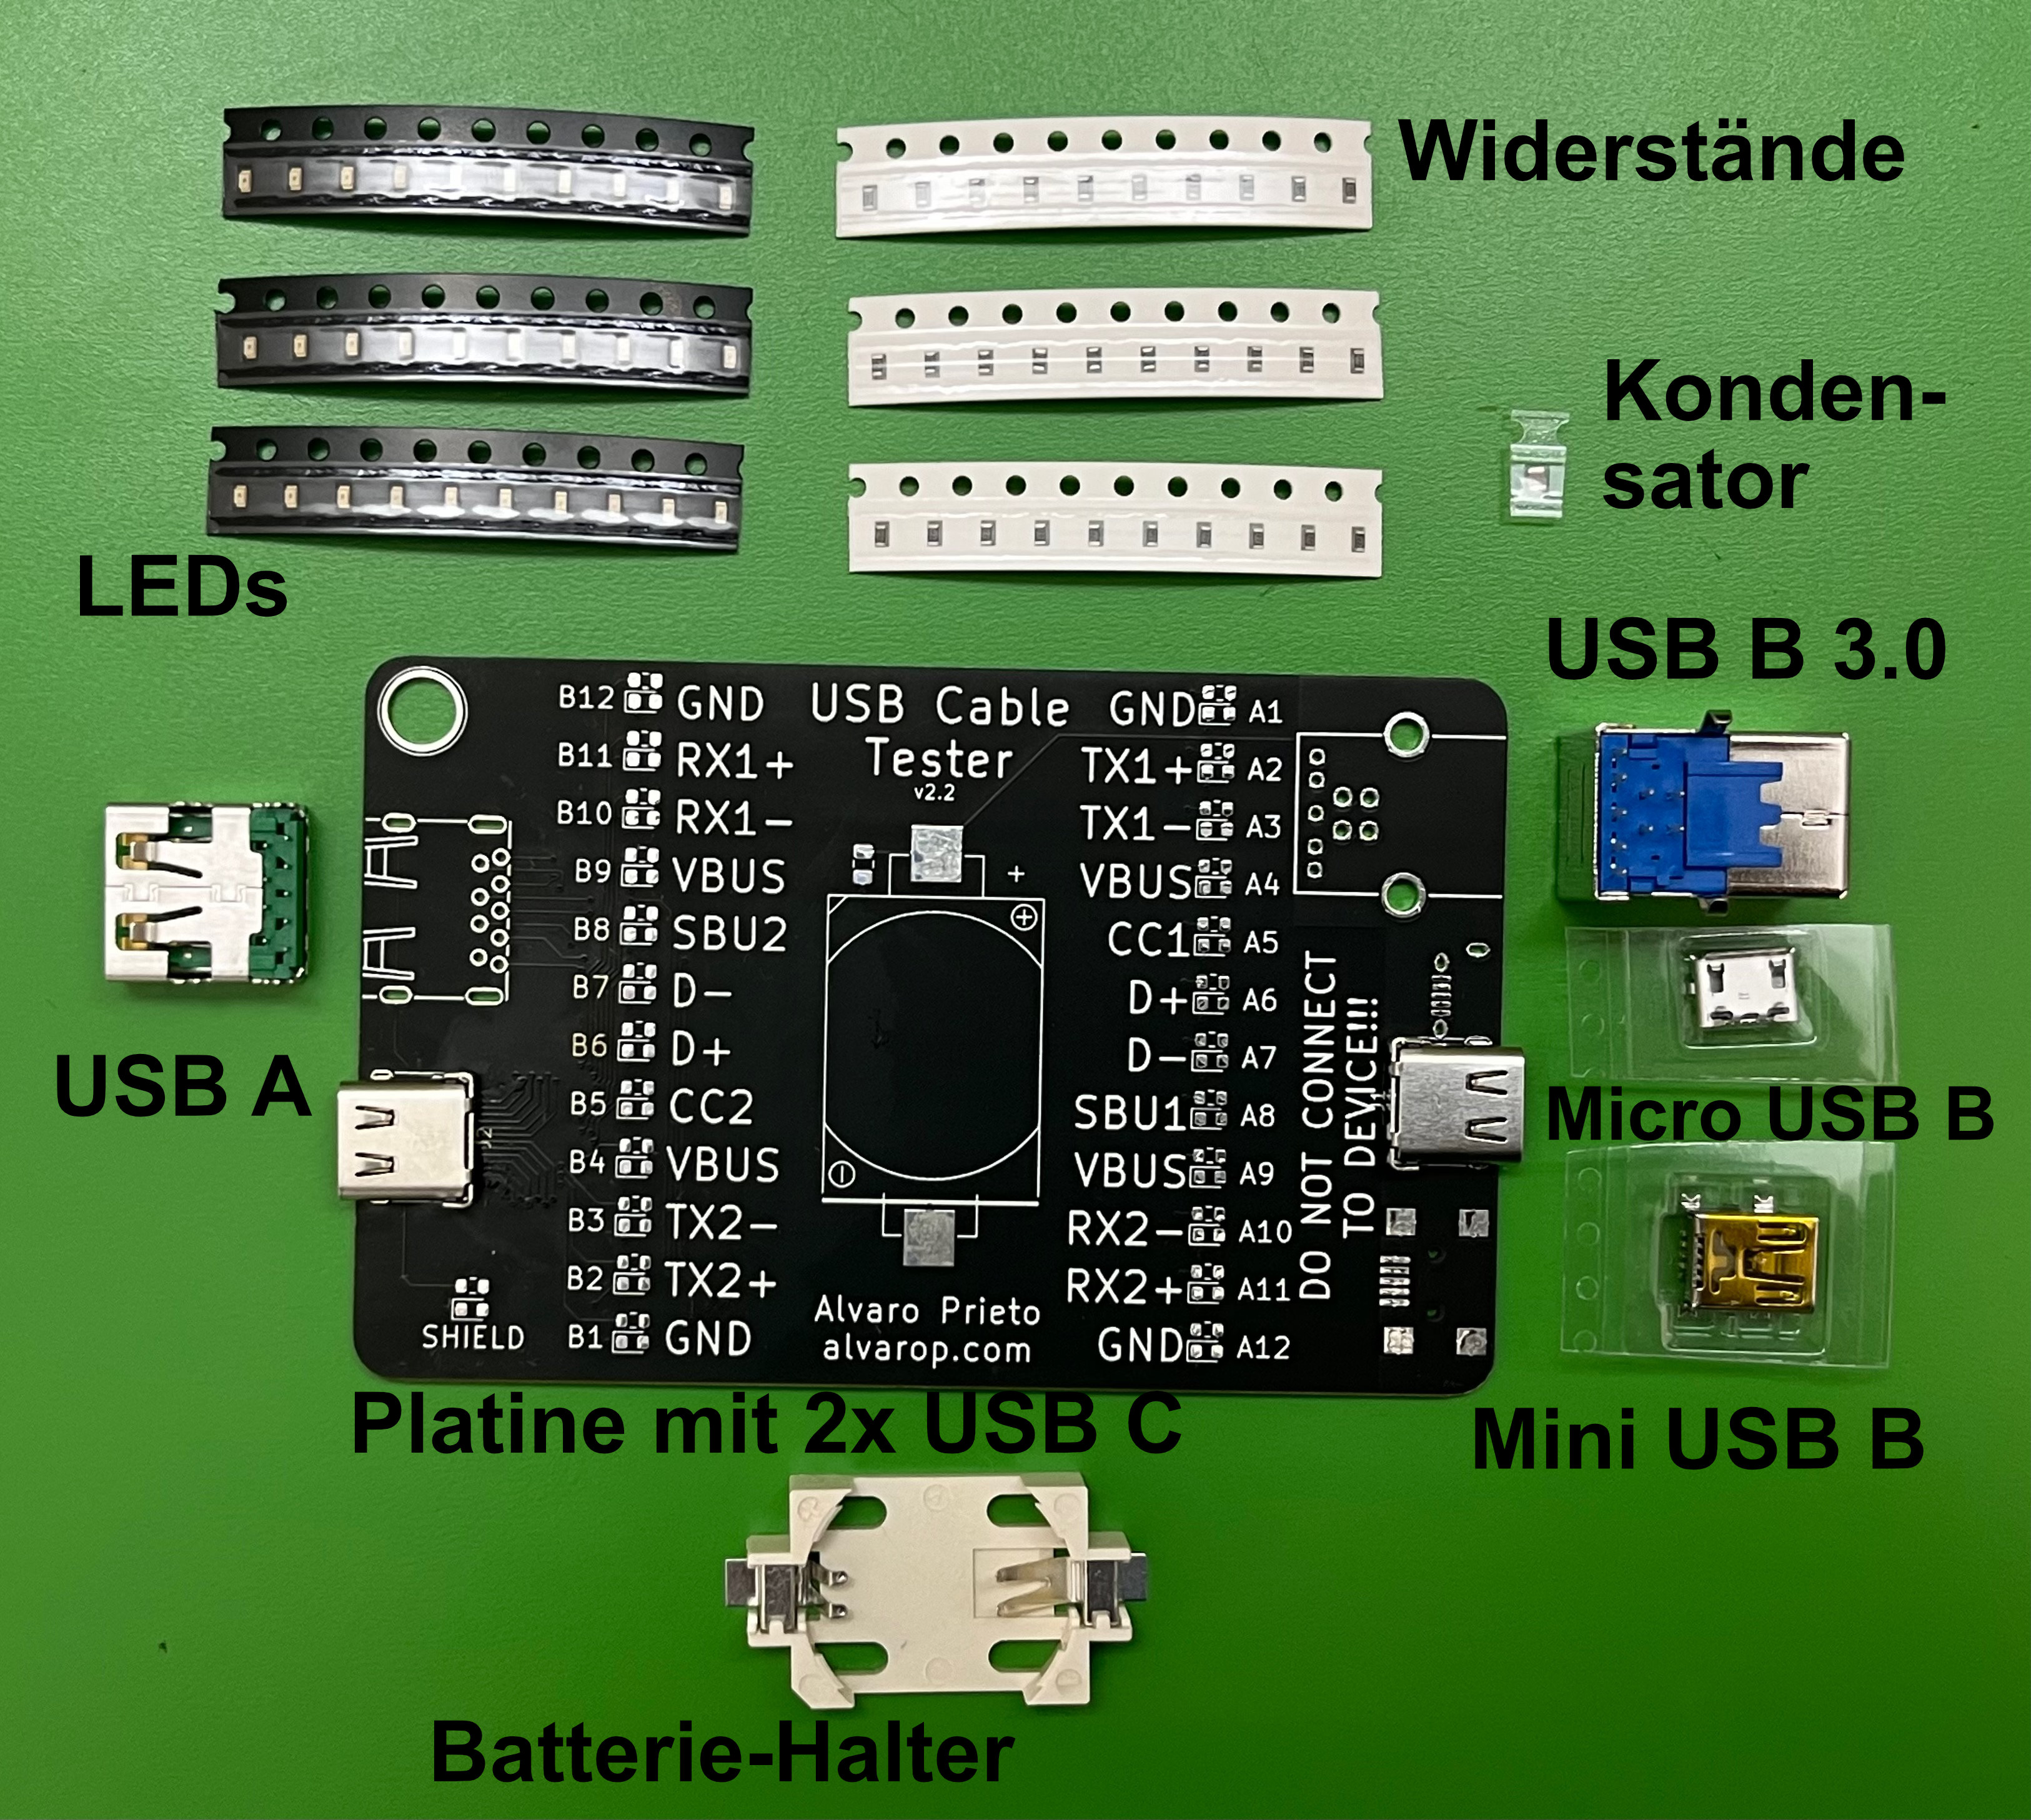 Widerstände
Konden-
sator
LEDs
USB B 3.0
USB A
Micro USB B
Mini USB B
Platine mit 2x USB C
Batterie-Halter
USB Cable
Tester
v2.2
B12 GND
B11 RX1+
B10 RX1-
B9 VBUS
B8 SBU2
B7 D-
B6 D+
B5 CC2
B4 VBUS
B3 TX2-
B2 TX2+
B1 GND
SHIELD
+
GND A1
TX1+ A2
TX1- A3
VBUS A4
CC1 A5
D+ A6
D- A7
SBU1 A8
VBUS A9
RX2- A10
RX2+ A11
GND A12
DO NOT CONNECT
TO DEVICE!!!
Alvaro Prieto
alvarop.com